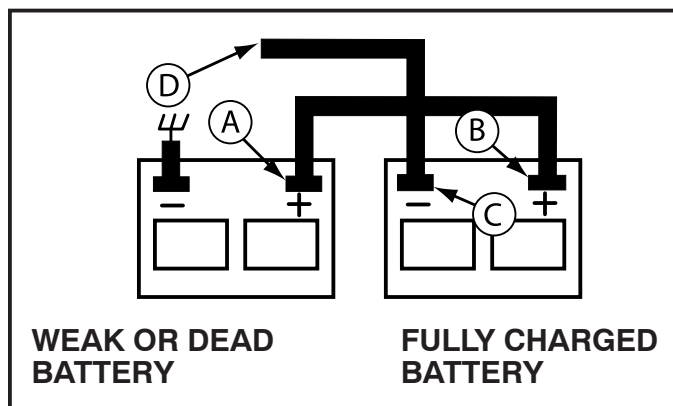 D
A
B
C
− + − +
WEAK OR DEAD
BATTERY
FULLY CHARGED
BATTERY